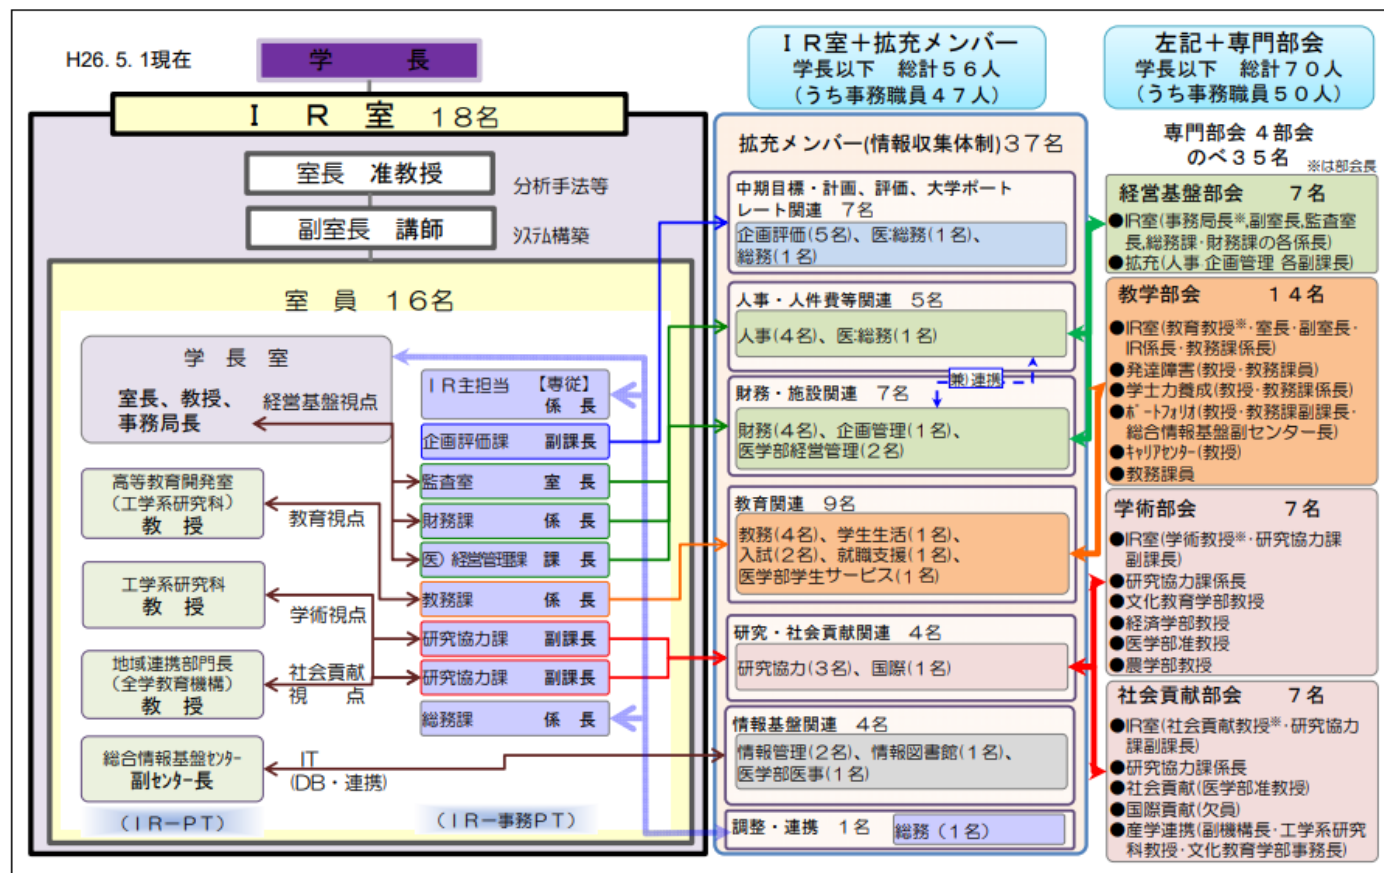 H26. 5. 1現在
学　　　長
ＩＲ室＋拡充メンバー
学長以下　総計５６人
（うち事務職員４７人）
左記＋専門部会
学長以下　総計７０人
（うち事務職員５０人）
Ｉ　Ｒ　室　18名
室長　准教授
分析手法等
副室長　講師
ｼｽﾃﾑ構築
室　員　１６名
学　長　室
室長、教授、
事務局長
経営基盤視点
高等教育開発室
（工学系研究科）
教　授
教育視点
工学系研究科
教　授
学術視点
地域連携部門長
（全学教育機構）
教　授
社会貢献
視　　点
総合情報基盤ｾﾝﾀｰ
副ｾﾝﾀｰ長
IT
(DB・連携)
（ＩＲ－ＰＴ）
ＩＲ主担当　【専従】
係　長
企画評価課　副課長
監査室　室　長
財務課　係　長
医）経営管理課　課　長
教務課　係　長
研究協力課　副課長
研究協力課　副課長
総務課　係　長
（ＩＲ－事務ＰＴ）
拡充メンバー(情報収集体制)３７名
中期目標・計画、評価、大学ポート
レート関連　７名
企画評価(５名)、医:総務(１名)、
総務(１名)
人事・人件費等関連　５名
人事(４名)、医:総務(１名)
兼)連携
財務・施設関連　７名
財務(４名)、企画管理(１名)、
医学部経営管理(２名)
教育関連　９名
教務(４名)、学生生活(１名)、
入試(２名)、就職支援(１名)、
医学部学生サービス(１名)
研究・社会貢献関連　４名
研究協力(３名)、国際(１名)
情報基盤関連　４名
情報管理(２名)、情報図書館(１名)、
医学部医事(１名)
調整・連携　１名
総務（１名）
専門部会 ４部会
のべ３５名
※は部会長
経営基盤部会　７名
●IR室(事務局長※,副室長,監査室
長,総務課・財務課の各係長)
●拡充(人事･企画管理 各副課長)
教学部会　１４名
●IR室(教育教授※・室長・副室長・
IR係長・教務課係長)
●発達障害(教授・教務課員)
●学士力養成(教授・教務課係長)
●ﾎﾟｰﾄﾌｫﾘｵ(教授・教務課副課長・
総合情報基盤副センター長)
●ｷｬﾘｱｾﾝﾀｰ(教授)
●教務課員
学術部会　７名
●IR室(学術教授※・研究協力課
副課長)
●研究協力課係長
●文化教育学部教授
●経済学部教授
●医学部准教授
●農学部教授
社会貢献部会　７名
●IR室(社会貢献教授※・研究協力
課副課長)
●研究協力課係長
●社会貢献(医学部准教授)
●国際貢献(欠員)
●産学連携(副機構長・工学系研究
科教授・文化教育学部事務長)